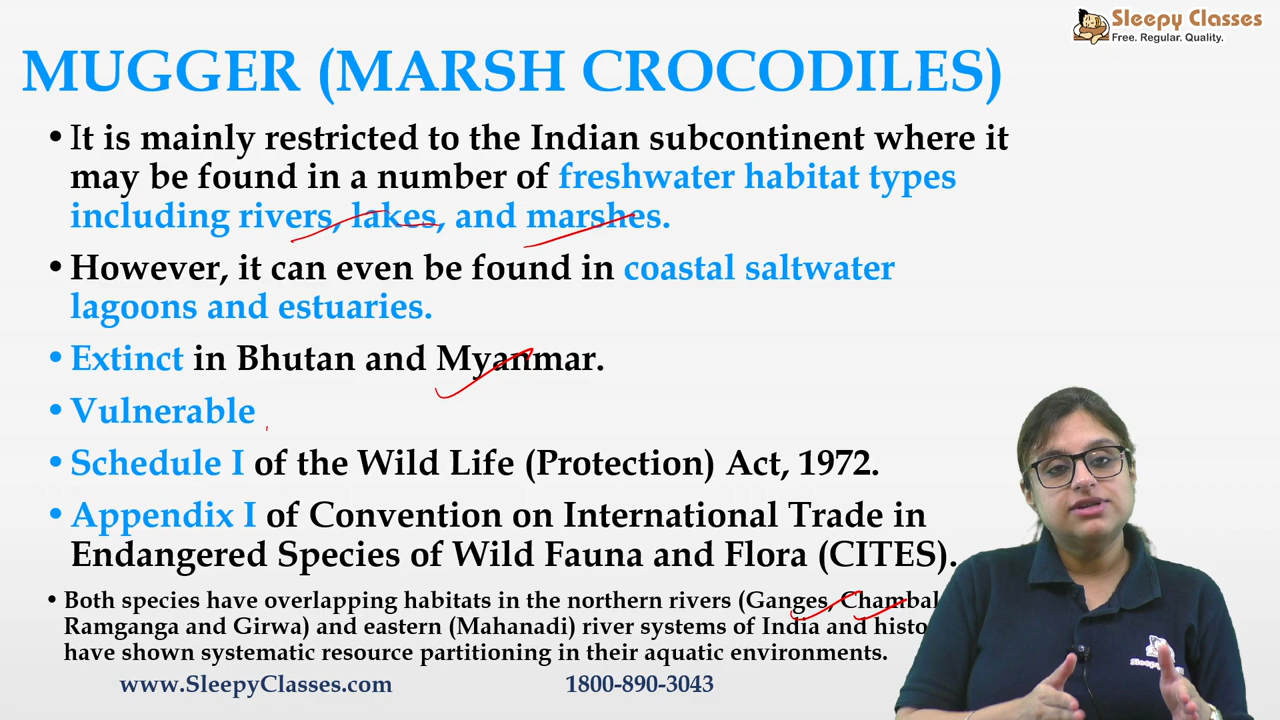 Sleepy Classes
Free. Regular. Quality.
MUGGER (MARSH CROCODILES)
• It is mainly restricted to the Indian subcontinent where it
may be found in a number of freshwater habitat types
including rivers, lakes, and marshes.
• However, it can even be found in coastal saltwater
lagoons and estuaries.
• Extinct in Bhutan and Myanmar.
• Vulnerable
• Schedule I of the Wild Life (Protection) Act, 1972.
• Appendix I of Convention on International Trade in
Endangered Species of Wild Fauna and Flora (CITES).
• Both species have overlapping habitats in the northern rivers (Ganges, Chambal
Ramganga and Girwa) and eastern (Mahanadi) river systems of India and histo
have shown systematic resource partitioning in their aquatic environments.
www.SleepyClasses.com 1800-890-3043